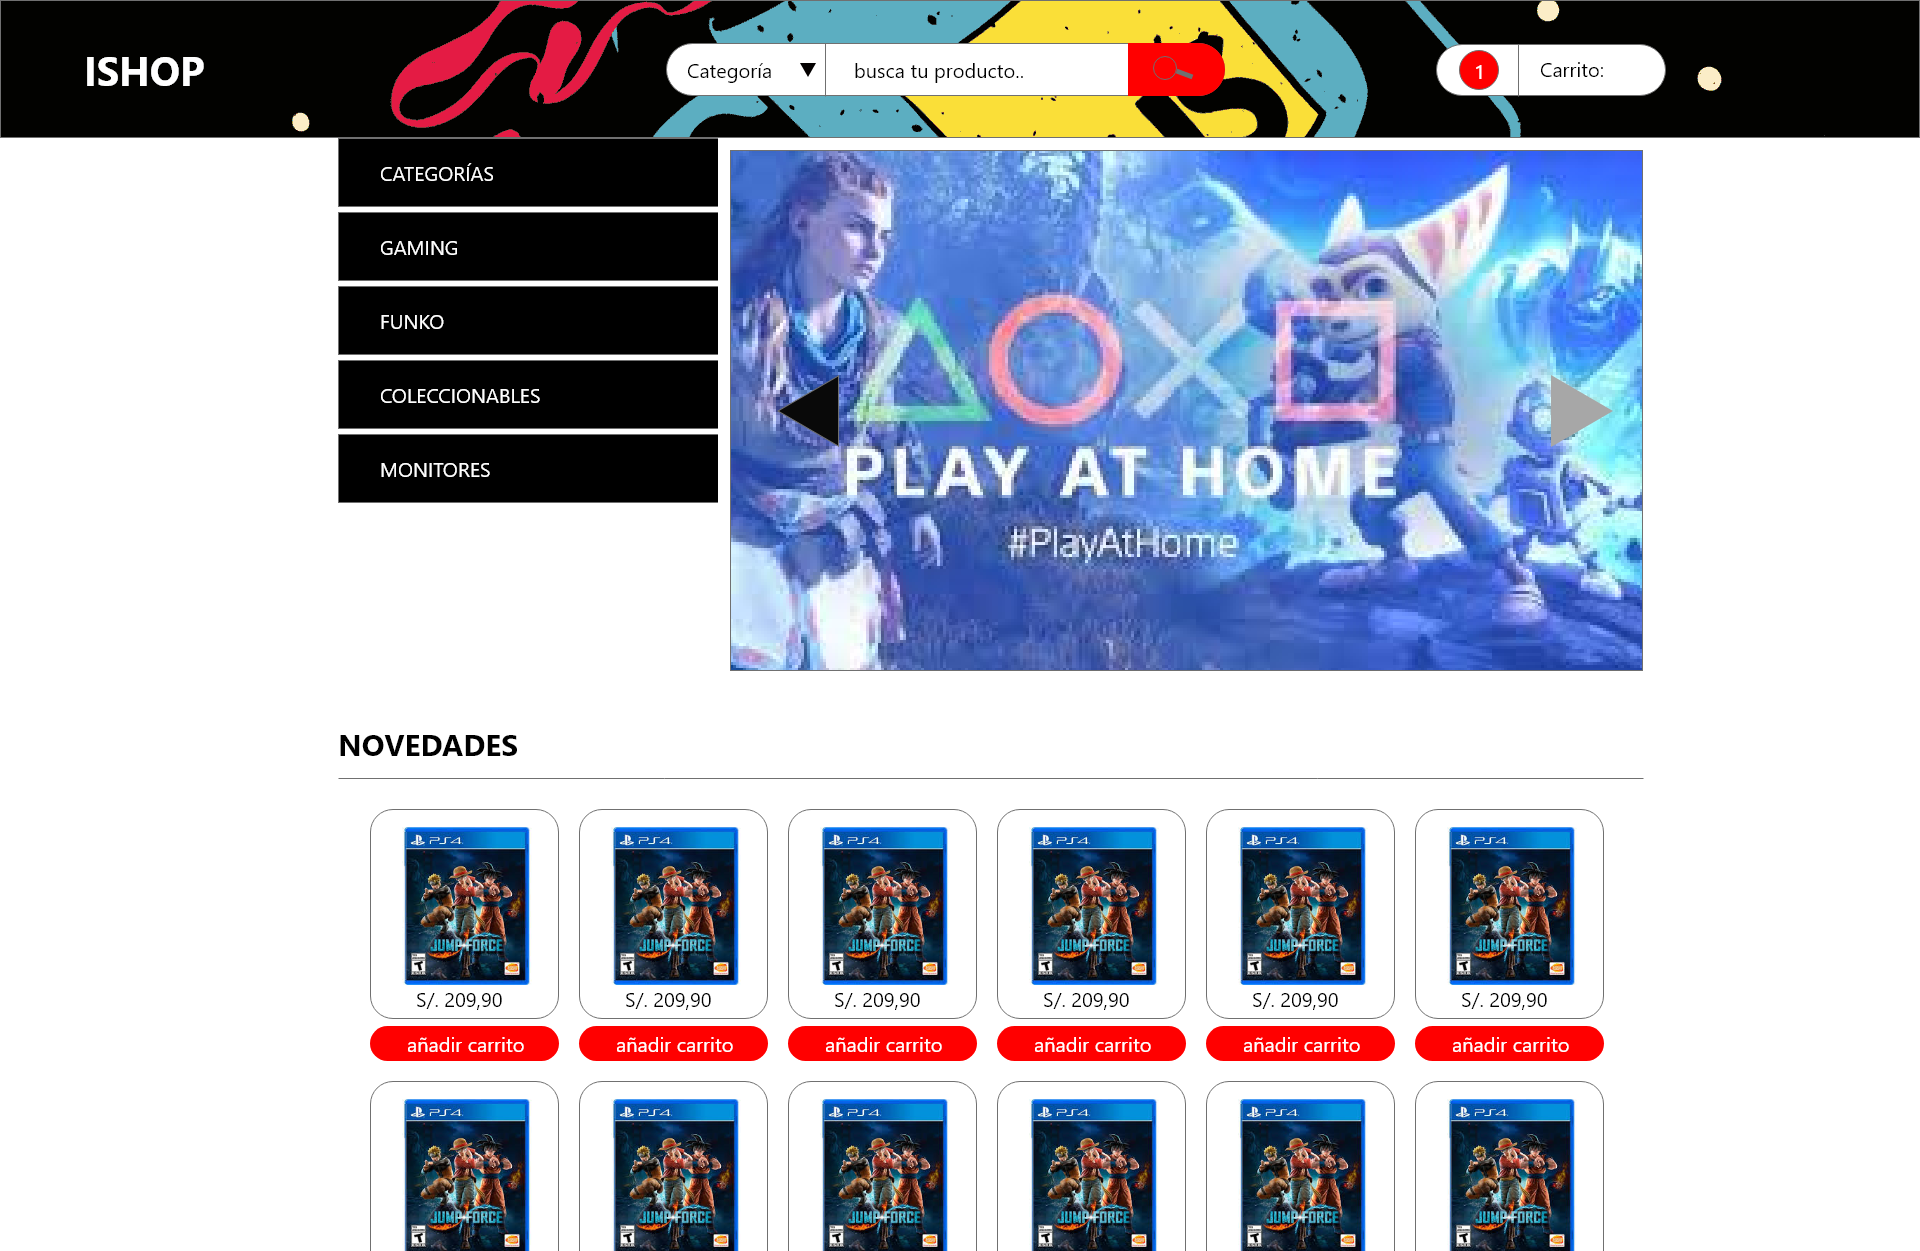 ISHOP
Categoría
busca tu producto..
1
Carrito:
CATEGORÍAS
GAMING
FUNKO
COLECCIONABLES
MONITORES
PLAY AT HOME
#PlayAtHome
NOVEDADES
PS4 PS4 PS4 PS4 PS4 PS4
JUMP FORCE JUMP FORCE JUMP FORCE JUMP FORCE JUMP FORCE JUMP FORCE
T T T T T T
S/. 209,90 S/. 209,90 S/. 209,90 S/. 209,90 S/. 209,90 S/. 209,90
añadir carrito añadir carrito añadir carrito añadir carrito añadir carrito añadir carrito
PS4 PS4 PS4 PS4 PS4 PS4
JUMP FORCE JUMP FORCE JUMP FORCE JUMP FORCE JUMP FORCE JUMP FORCE
T T T T T T